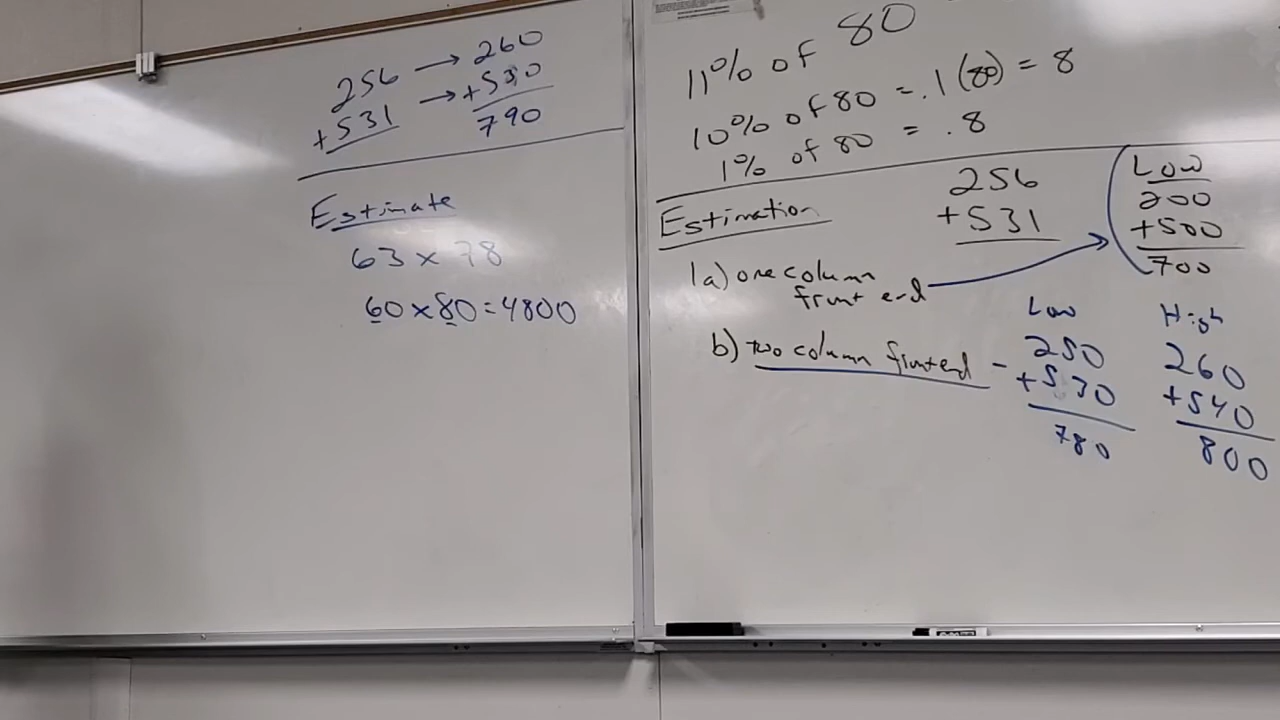 256 → 260
+531 → +530
790
Estimate
63 x 78
60 x 80 = 4800
11% of 80
10% of 80 = .1 (80) = 8
1% of 80 = .8
Estimation
256
+531
Low
200
+500
700
1a) one column
front end
b) two column front end -
Low
250
+530
780
High
260
+540
800